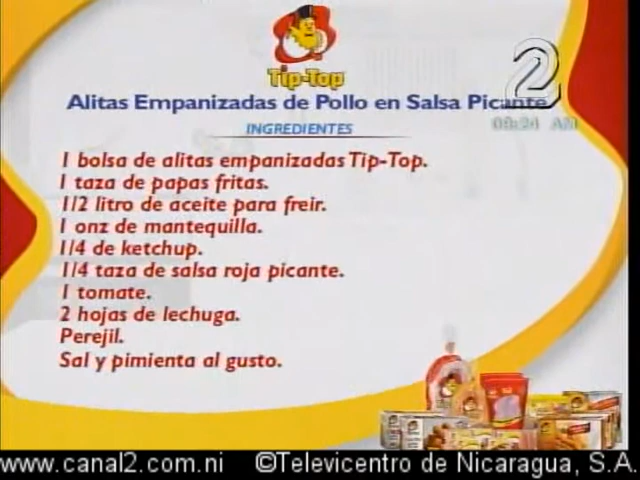 Tip-Top
2
Alitas Empanizadas de Pollo en Salsa Picante
08:24 AM
INGREDIENTES
1 bolsa de alitas empanizadas Tip-Top.
1 taza de papas fritas.
1/2 litro de aceite para freir.
1 onz de mantequilla.
1/4 de ketchup.
1/4 taza de salsa roja picante.
1 tomate.
2 hojas de lechuga.
Perejil.
Sal y pimienta al gusto.
www.canal2.com.ni ©Televicentro de Nicaragua, S.A.